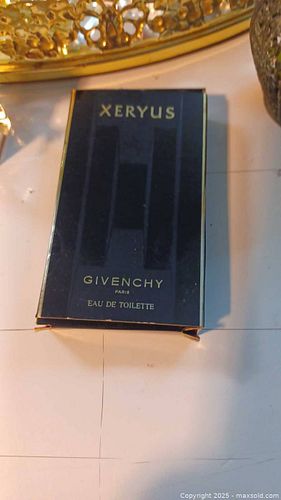 XERYUS
GIVENCHY
PARIS
EAU DE TOILETTE
Copyright 2025 - maxsold.com